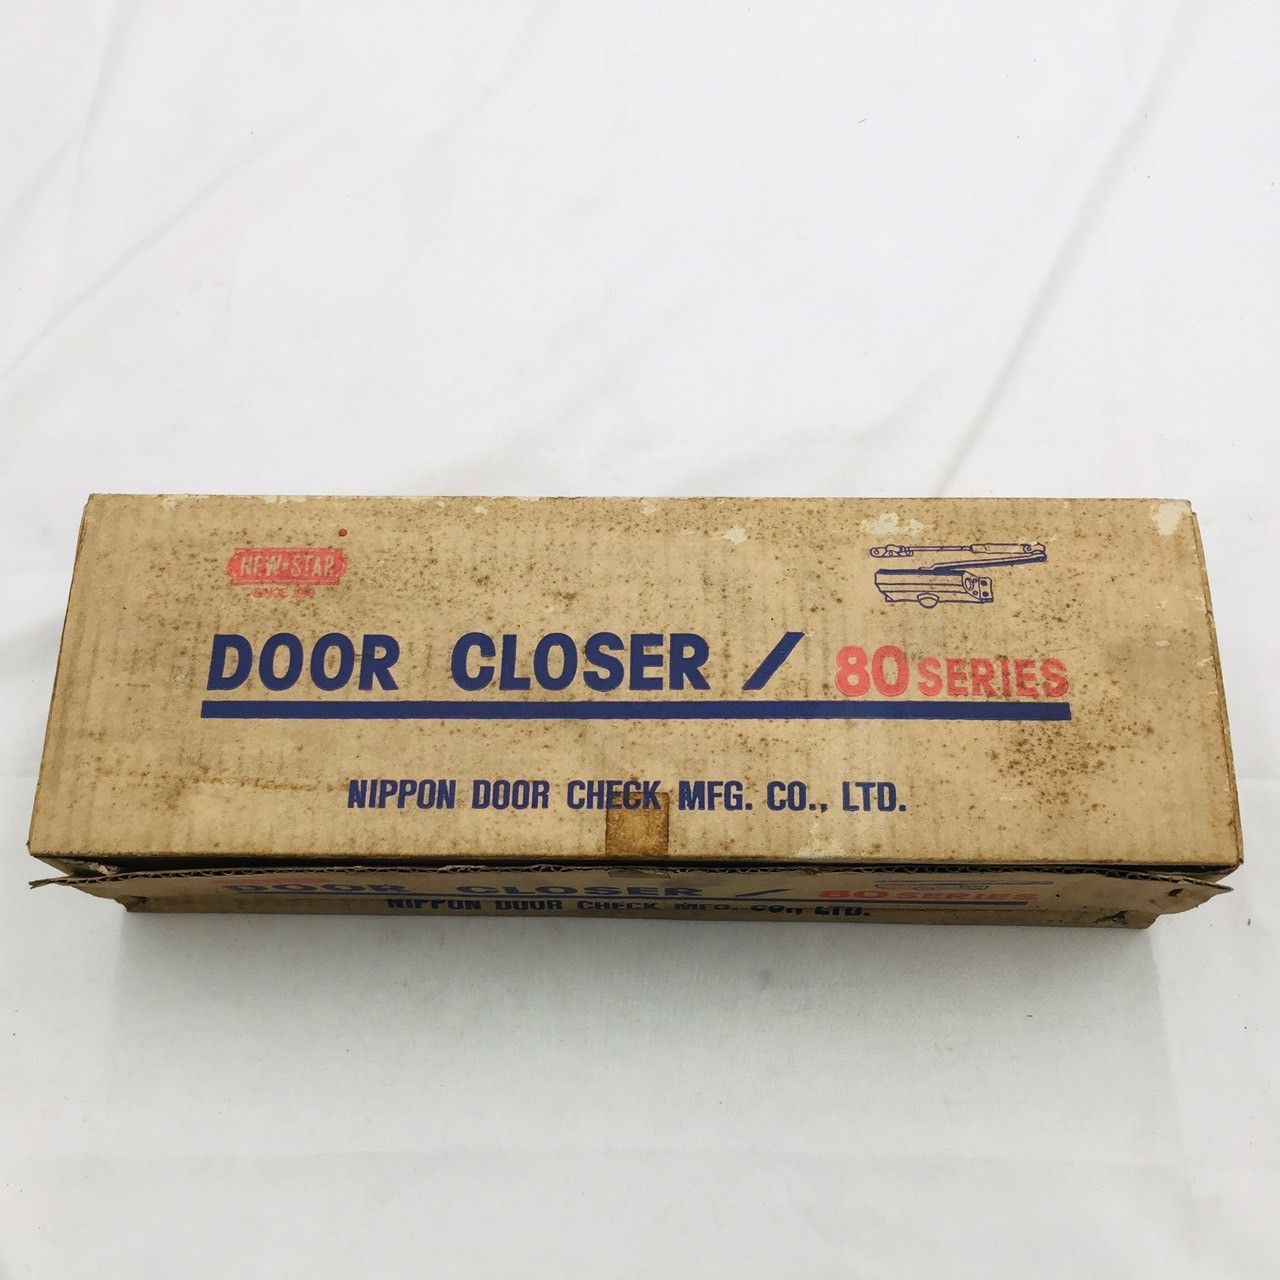 NEW★STAR
SINCE
DOOR CLOSER / 80 SERIES
NIPPON DOOR CHECK MFG. CO., LTD.
DOOR CLOSER / 80 SERIES
NIPPON DOOR CHECK MFG. CO., LTD.